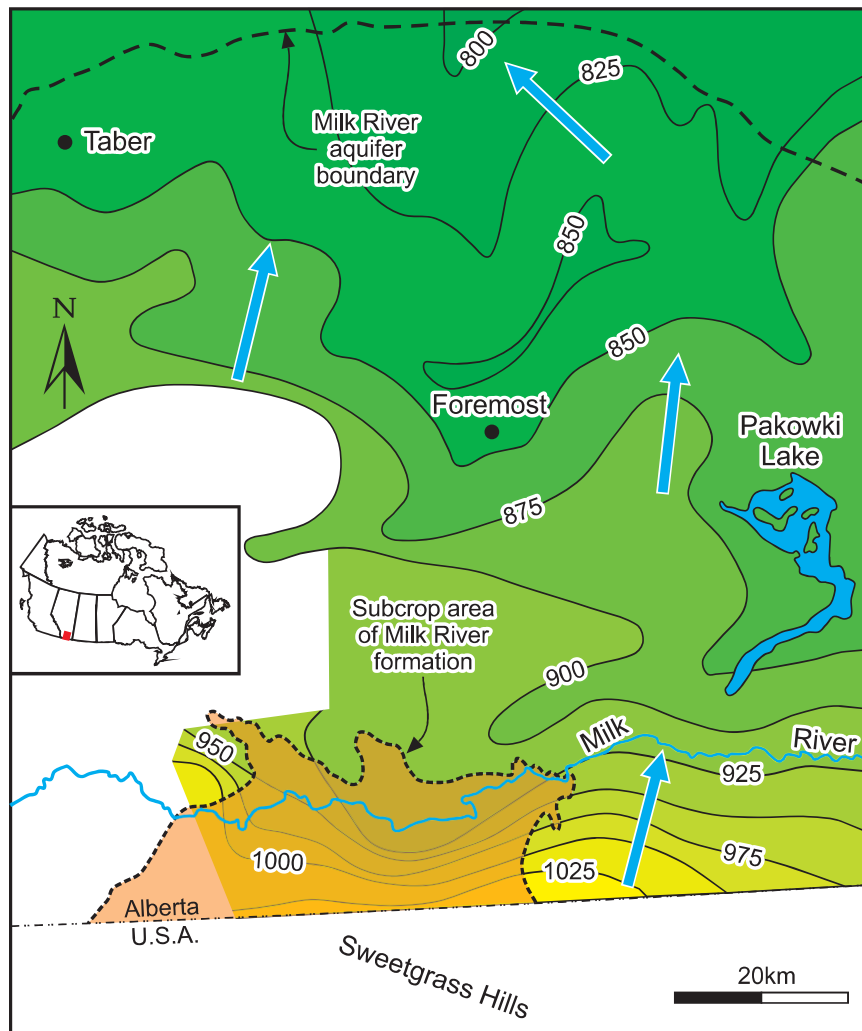 800
825
Milk River
aquifer
boundary
Taber
850
N
850
Foremost
Pakowki
Lake
875
Subcrop area
of Milk River
formation
900
Milk
River
950
925
975
1000
1025
Alberta
U.S.A.
Sweetgrass Hills
20km